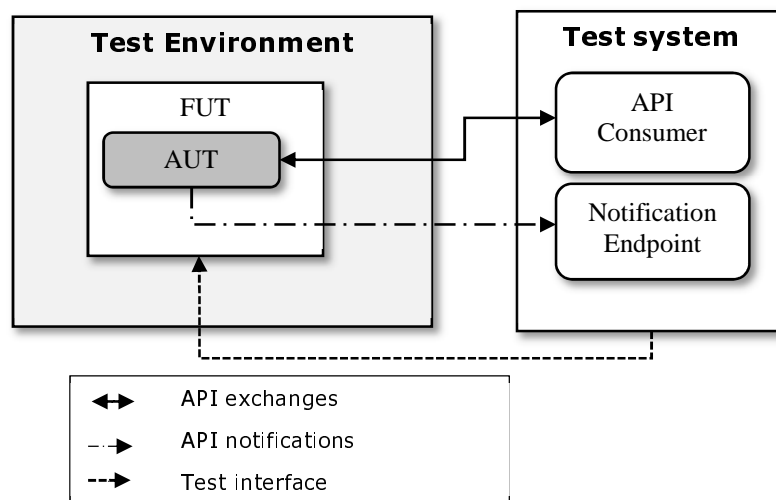 Test Environment
Test system
FUT
AUT
API
Consumer
Notification
Endpoint
API exchanges
API notifications
Test interface